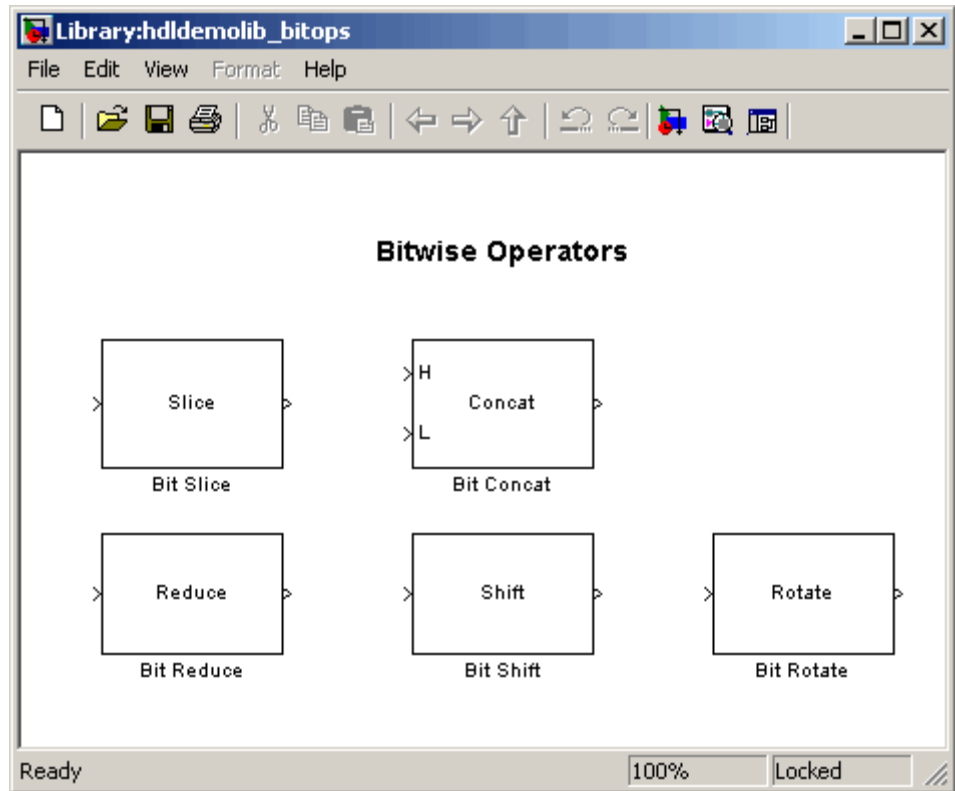 Library:hdldemolib_bitops
File Edit View Format Help
Bitwise Operators
Slice
Bit Slice
H
L
Concat
Bit Concat
Reduce
Bit Reduce
Shift
Bit Shift
Rotate
Bit Rotate
Ready 100% Locked